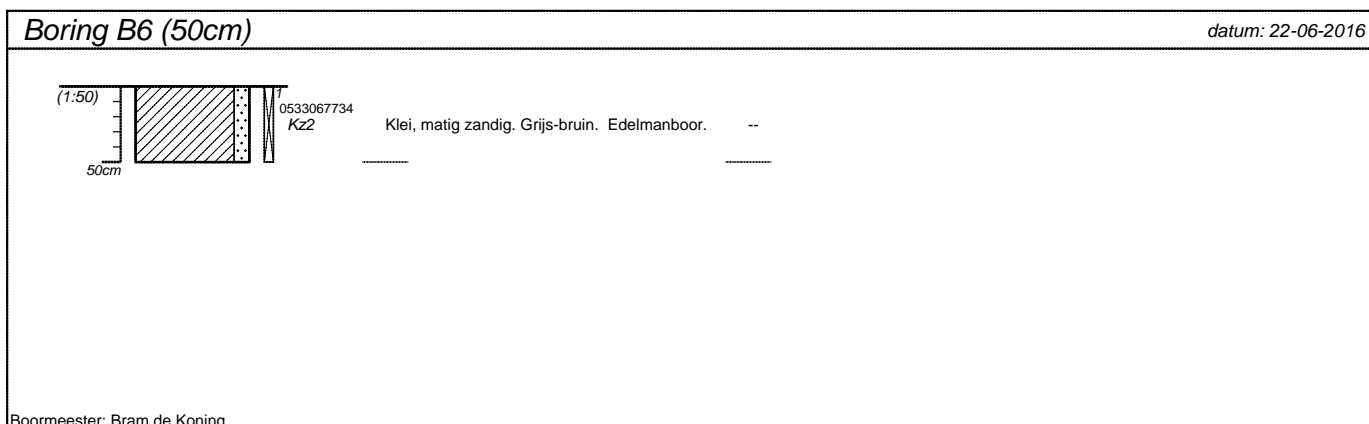 Boring B6 (50cm) datum: 22-06-2016
(1:50) 1
0533067734
Kz2 Klei, matig zandig. Grijs-bruin. Edelmanboor. --
50cm
Boormeester: Bram de Koning